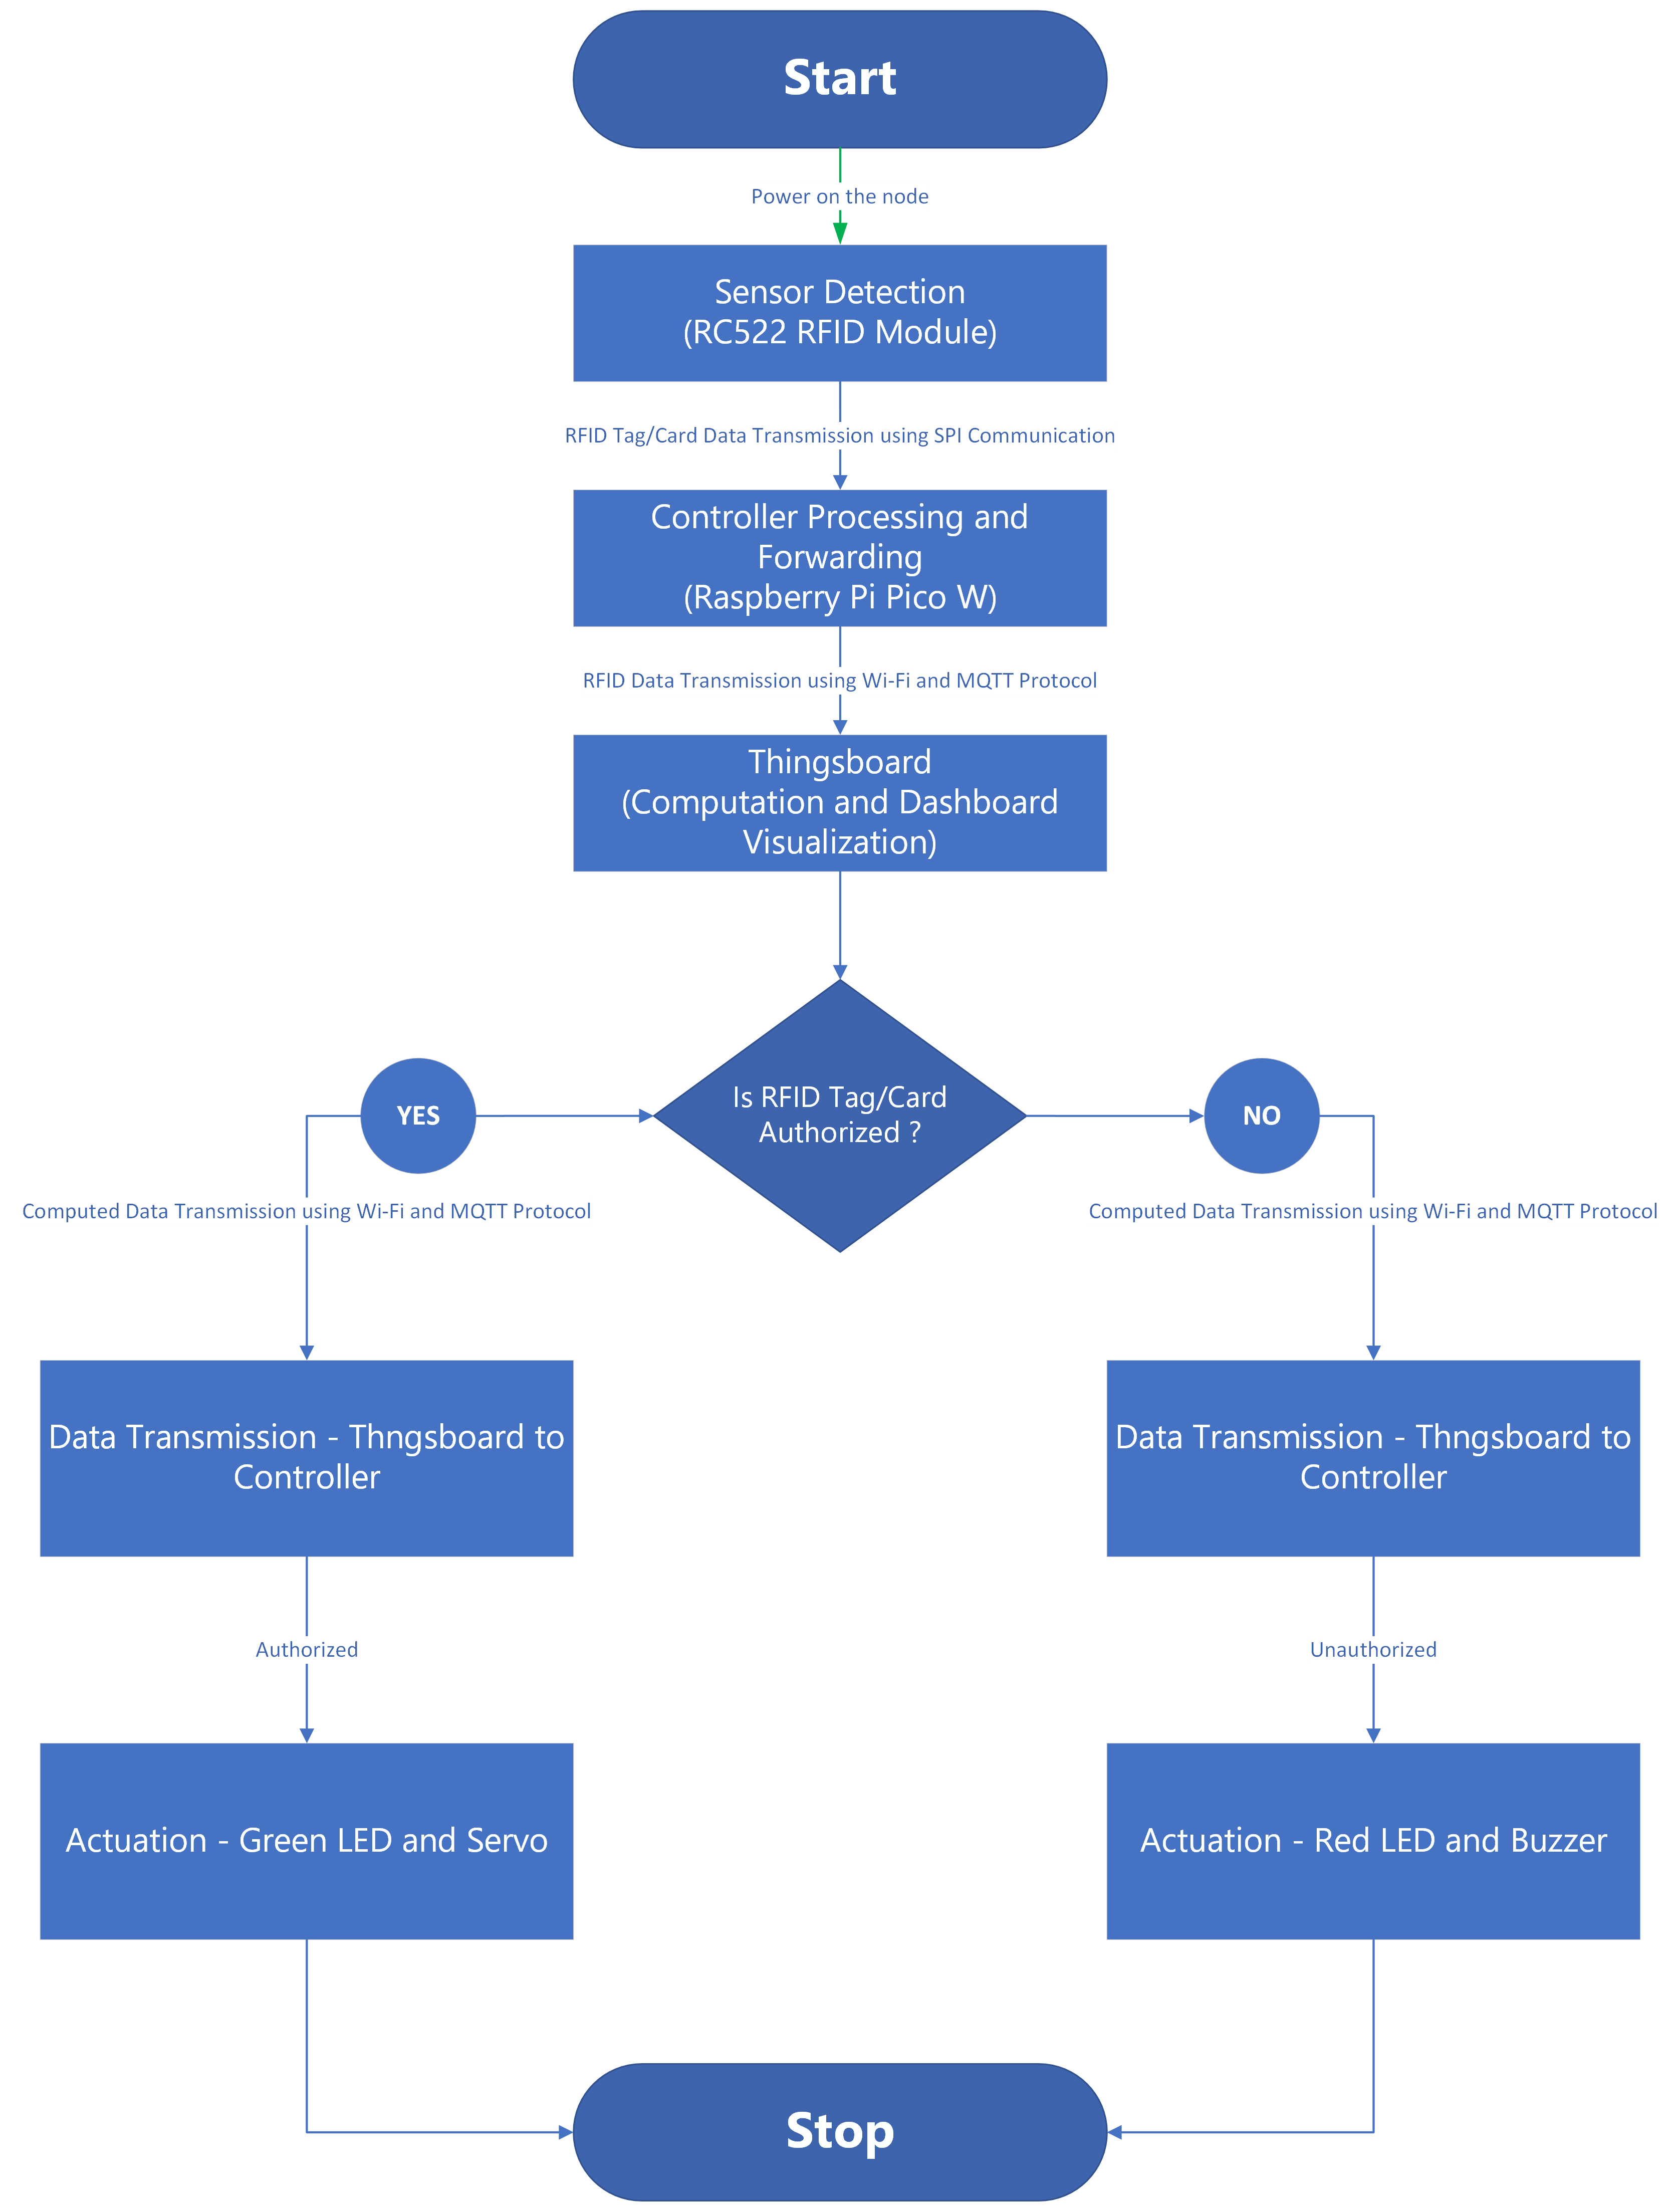 Start
Power on the node
Sensor Detection
(RC522 RFID Module)
RFID Tag/Card Data Transmission using SPI Communication
Controller Processing and
Forwarding
(Raspberry Pi Pico W)
RFID Data Transmission using Wi-Fi and MQTT Protocol
Thingsboard
(Computation and Dashboard
Visualization)
Is RFID Tag/Card
Authorized ?
YES
NO
Computed Data Transmission using Wi-Fi and MQTT Protocol
Computed Data Transmission using Wi-Fi and MQTT Protocol
Data Transmission - Thngsboard to
Controller
Data Transmission - Thngsboard to
Controller
Authorized
Unauthorized
Actuation - Green LED and Servo
Actuation - Red LED and Buzzer
Stop